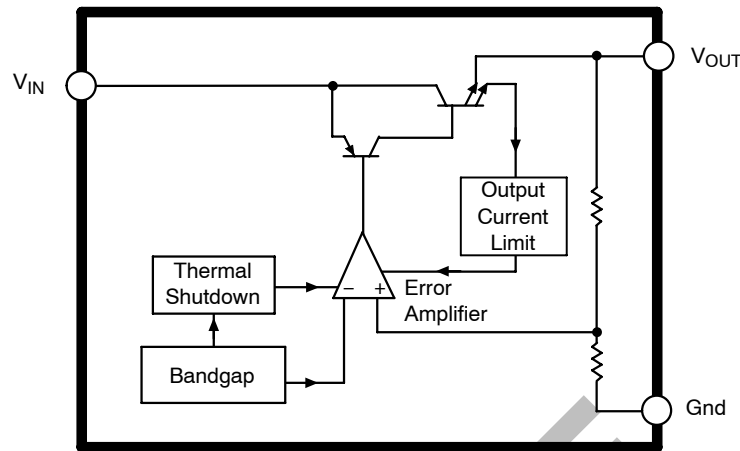 V_IN
V_OUT
Output
Current
Limit
Thermal
Shutdown
− +
Error
Amplifier
Bandgap
Gnd